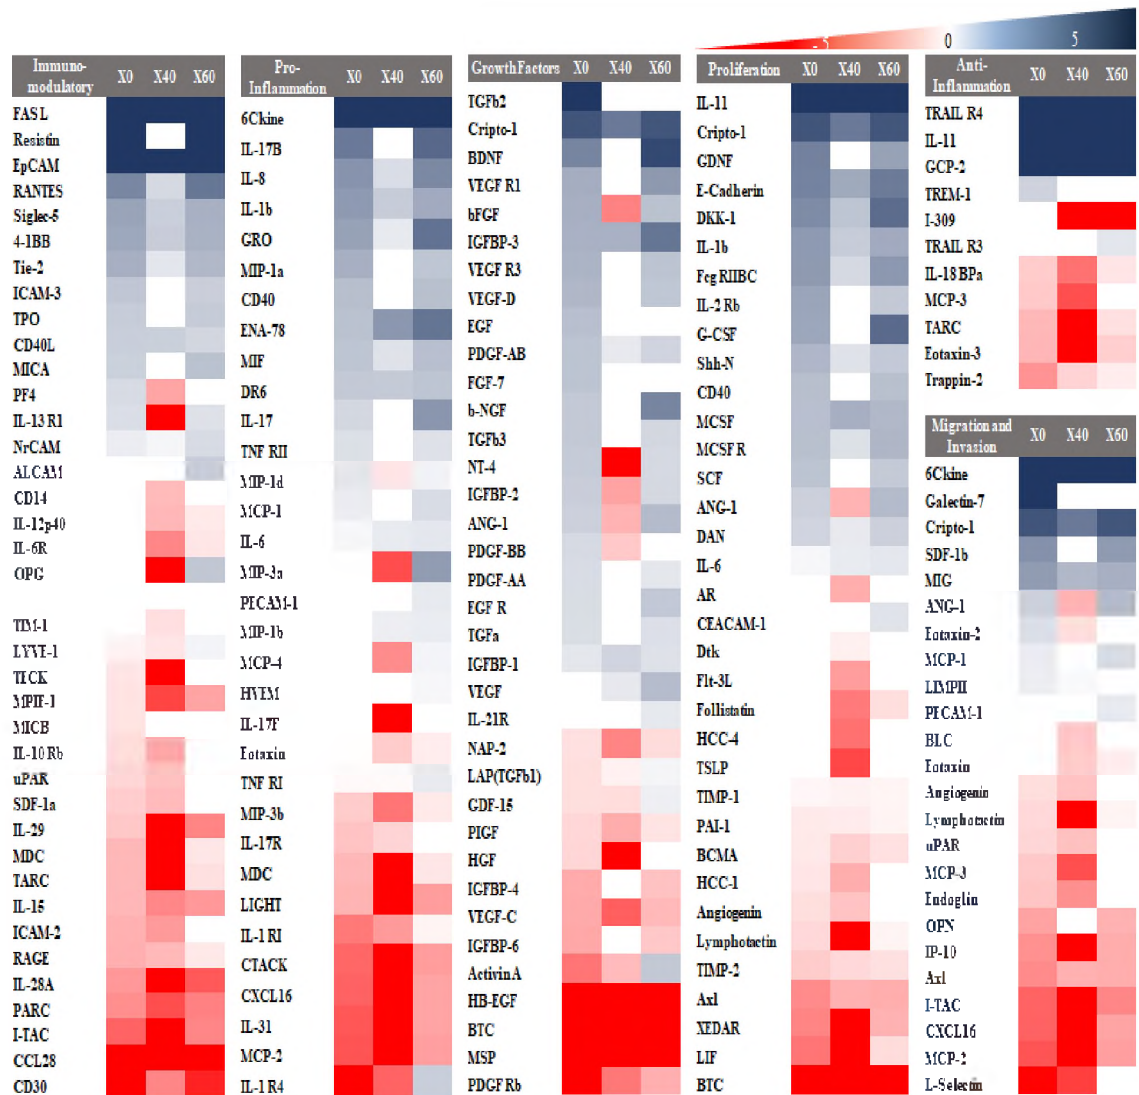 - 5
0
5
Immuno-
modulatory X0 X40 X60
FASL
Resistin
EpCAM
RANTES
Siglec-5
4-1BB
Tie-2
ICAM-3
TPO
CD40L
MICA
PF4
IL-13 R1
NrCAM
ALCAM
CD14
IL-12p40
IL-6R
OPG
TIM-1
LYVE-1
TECK
MPIF-1
MICB
IL-10 Rb
uPAR
SDF-1a
IL-29
MDC
TARC
IL-15
ICAM-2
RAGE
IL-28A
PARC
I-TAC
CCL28
CD30
Pro-
Inflammation X0 X40 X60
6Ckine
IL-17B
IL-8
IL-1b
GRO
MIP-1a
CD40
ENA-78
MIF
DR6
IL-17
TNF RII
MIP-1d
MCP-1
IL-6
MIP-3a
PECAM-1
MIP-1b
MCP-4
HVEM
IL-17F
Eotaxin
TNF RI
MIP-3b
IL-17R
MDC
LIGHT
IL-1 RI
CTACK
CXCL16
IL-31
MCP-2
IL-1 R4
GrowthFactors X0 X40 X60
TGFb2
Cripto-1
BDNF
VEGF R1
bFGF
IGFBP-3
VEGF R3
VEGF-D
EGF
PDGF-AB
FGF-7
b-NGF
TGFb3
NT-4
IGFBP-2
ANG-1
PDGF-BB
PDGF-AA
EGF R
TGFa
IGFBP-1
VEGF
IL-21R
NAP-2
LAP(TGFb1)
GDF-15
PIGF
HGF
IGFBP-4
VEGF-C
IGFBP-6
ActivinA
HB-EGF
BTC
MSP
PDGF Rb
Proliferation X0 X40 X60
IL-11
Cripto-1
GDNF
E-Cadherin
DKK-1
IL-1b
Fcg RIIBC
IL-2 Rb
G-CSF
Shh-N
CD40
MCSF
MCSF R
SCF
ANG-1
DAN
IL-6
AR
CEACAM-1
Dtk
Flt-3L
Follistatin
HCC-4
TSLP
TIMP-1
PAI-1
BCMA
HCC-1
Angiogenin
Lymphotactin
TIMP-2
Axl
XEDAR
LIF
BTC
Anti-
Inflammation X0 X40 X60
TRAIL R4
IL-11
GCP-2
TREM-1
I-309
TRAIL R3
IL-18 BPa
MCP-3
TARC
Eotaxin-3
Trappin-2
Migration and
Invasion X0 X40 X60
6Ckine
Galectin-7
Cripto-1
SDF-1b
MIG
ANG-1
Eotaxin-2
MCP-1
LIMPII
PECAM-1
BLC
Eotaxin
Angiogenin
Lymphotactin
uPAR
MCP-3
Endoglin
OPN
IP-10
Axl
I-TAC
CXCL16
MCP-2
L-Selectin